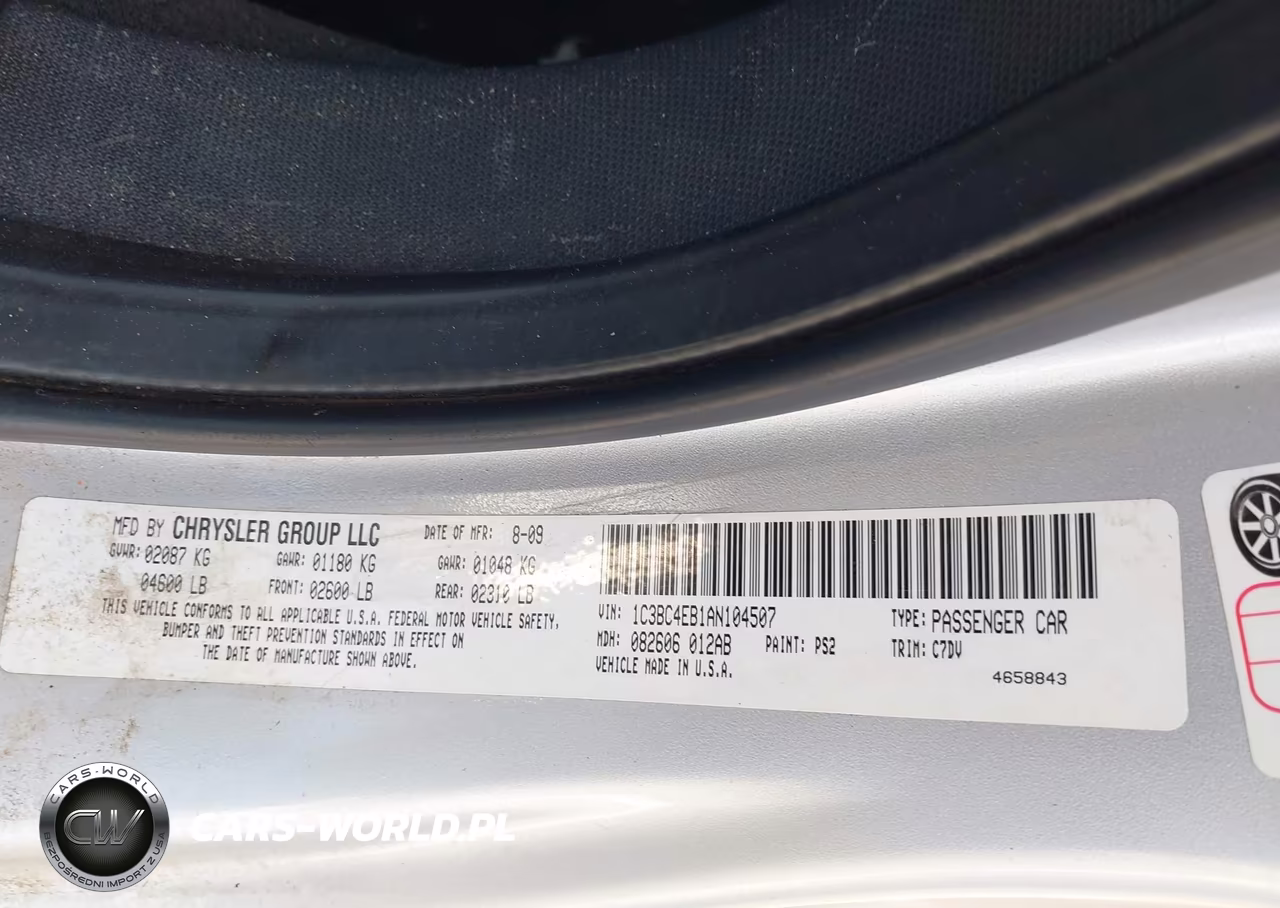 MFD BY CHRYSLER GROUP LLC DATE OF MFR: 8-09
GVWR: 02087 KG GAWR: 01180 KG GAWR: 01048 KG
04600 LB FRONT: 02600 LB REAR: 02310 LB
THIS VEHICLE CONFORMS TO ALL APPLICABLE U.S.A. FEDERAL MOTOR VEHICLE SAFETY,
BUMPER AND THEFT PREVENTION STANDARDS IN EFFECT ON
THE DATE OF MANUFACTURE SHOWN ABOVE.
VIN: 1C3BC4EB1AN104507 TYPE: PASSENGER CAR
MDH: 082606 012AB PAINT: PS2 TRIM: C7DV
VEHICLE MADE IN U.S.A.
4658843
CARS-WORLD
CW
BEZPOŚREDNI IMPORT Z USA
CARS-WORLD.PL